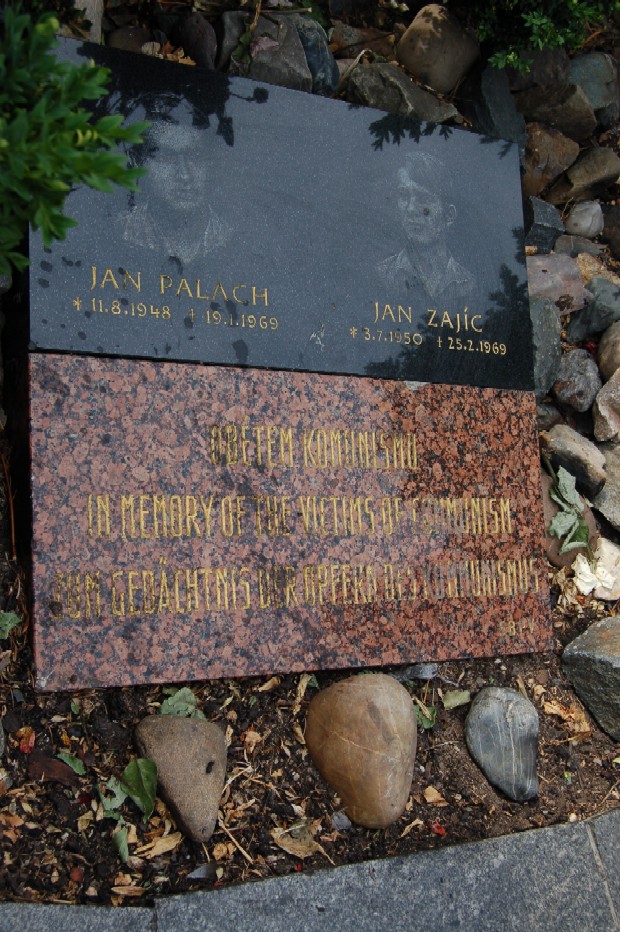 JAN PALACH
* 11.8.1948 † 19.1.1969
JAN ZAJÍC
* 3.7.1950 † 25.2.1969
OBĚTEM KOMUNISMU
IN MEMORY OF THE VICTIMS OF COMMUNISM
ZUM GEDÄCHTNIS DER OPFERN DES KOMMUNISMUS